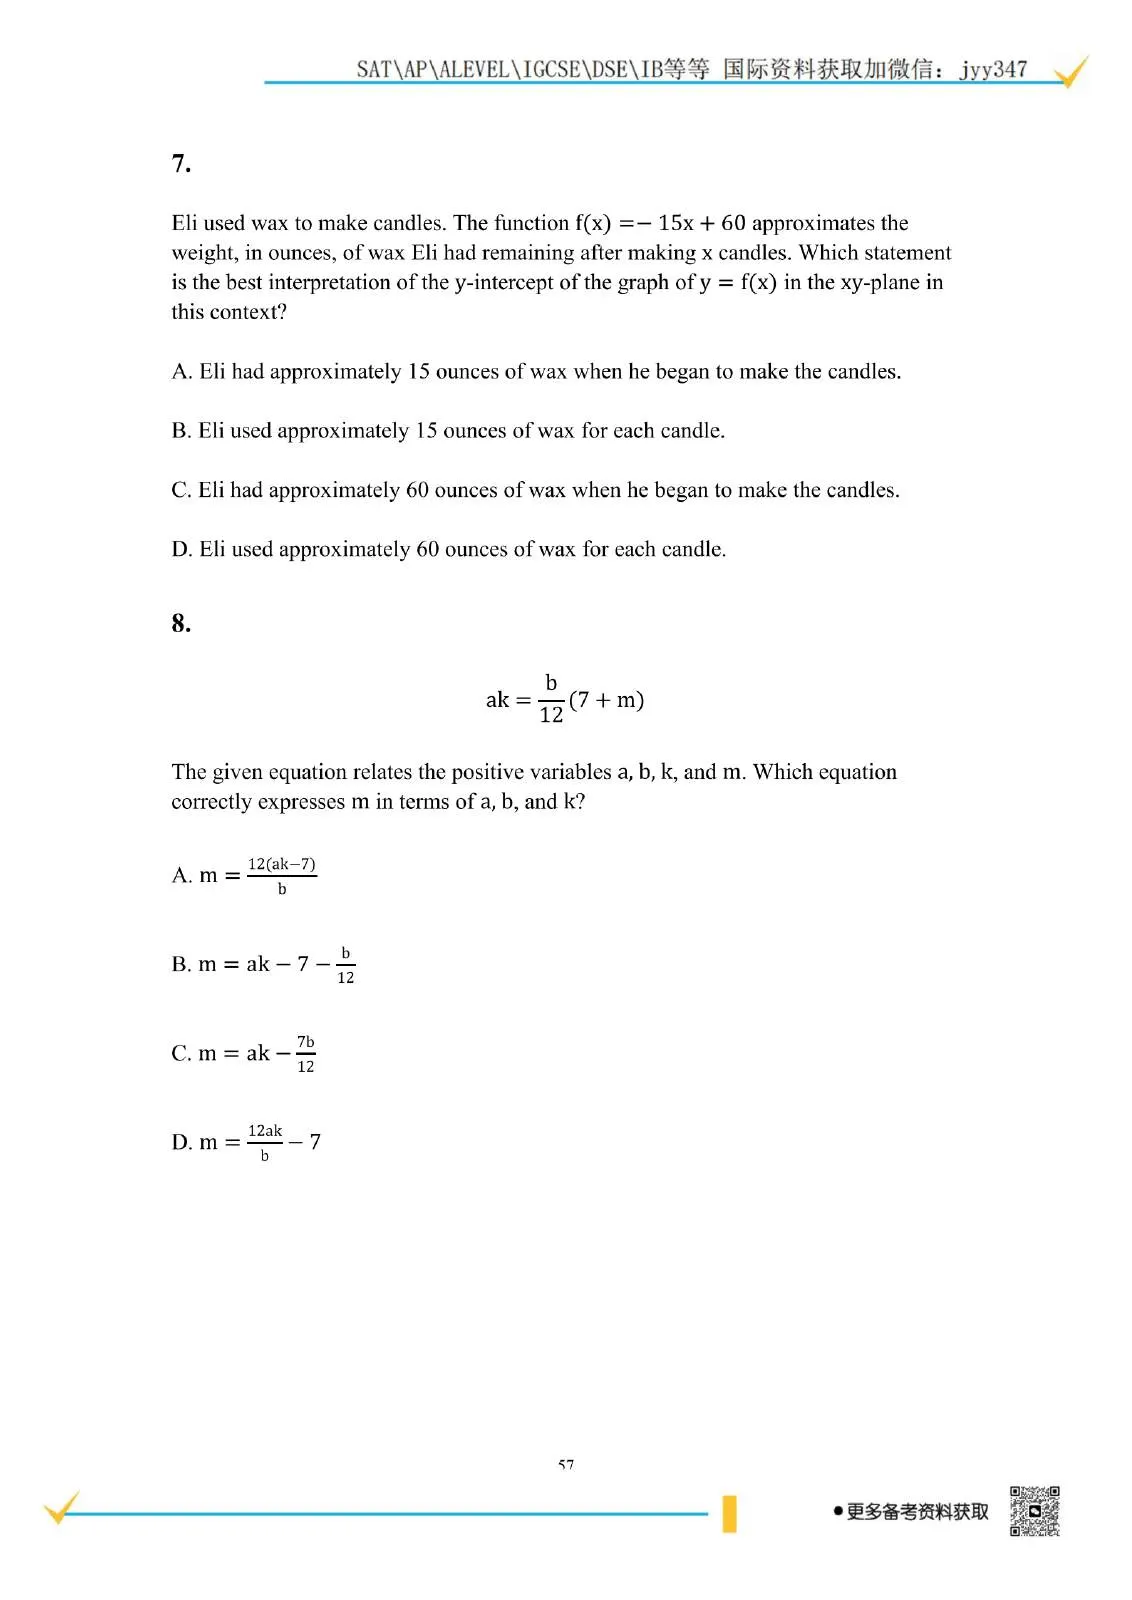 SAT\AP\ALEVEL\IGCSE\DSE\IB等等 国际资料获取加微信：jyy347
7.
Eli used wax to make candles. The function f(x) =− 15x + 60 approximates the
weight, in ounces, of wax Eli had remaining after making x candles. Which statement
is the best interpretation of the y-intercept of the graph of y = f(x) in the xy-plane in
this context?
A. Eli had approximately 15 ounces of wax when he began to make the candles.
B. Eli used approximately 15 ounces of wax for each candle.
C. Eli had approximately 60 ounces of wax when he began to make the candles.
D. Eli used approximately 60 ounces of wax for each candle.
8.
ak = b/12 (7 + m)
The given equation relates the positive variables a, b, k, and m. Which equation
correctly expresses m in terms of a, b, and k?
A. m = 12(ak−7)/b
B. m = ak − 7 − b/12
C. m = ak − 7b/12
D. m = 12ak/b − 7
57
●更多备考资料获取